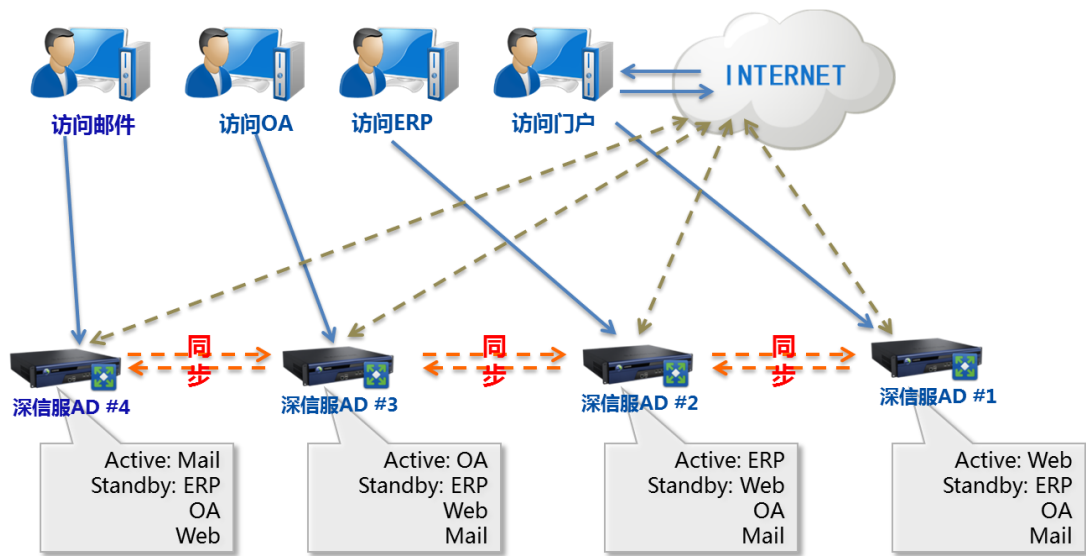 INTERNET
访问邮件
访问OA
访问ERP
访问门户
同
步
同
步
同
步
深信服AD #4
深信服AD #3
深信服AD #2
深信服AD #1
Active: Mail
Standby: ERP
OA
Web
Active: OA
Standby: ERP
Web
Mail
Active: ERP
Standby: Web
OA
Mail
Active: Web
Standby: ERP
OA
Mail